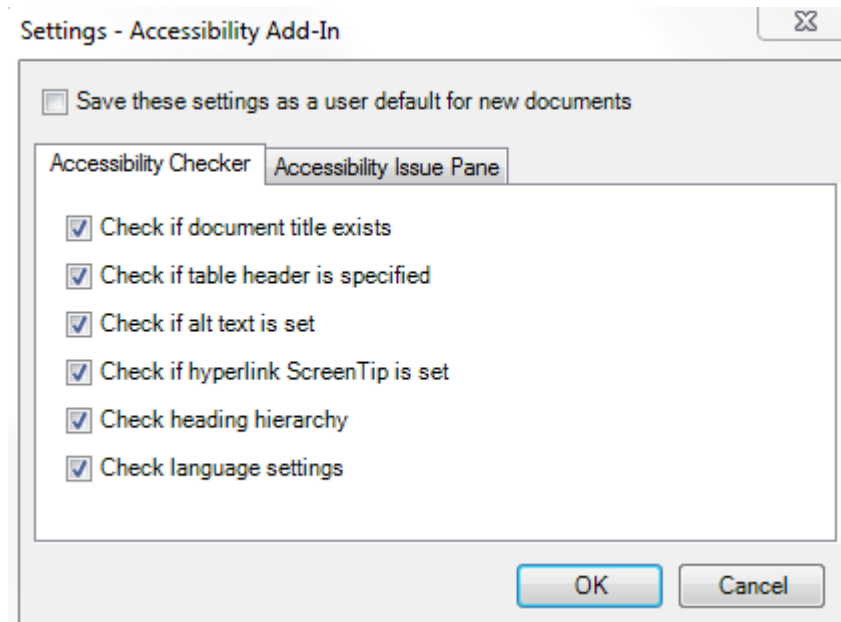 Settings - Accessibility Add-In
Save these settings as a user default for new documents
Accessibility Checker
Accessibility Issue Pane
Check if document title exists
Check if table header is specified
Check if alt text is set
Check if hyperlink ScreenTip is set
Check heading hierarchy
Check language settings
OK
Cancel